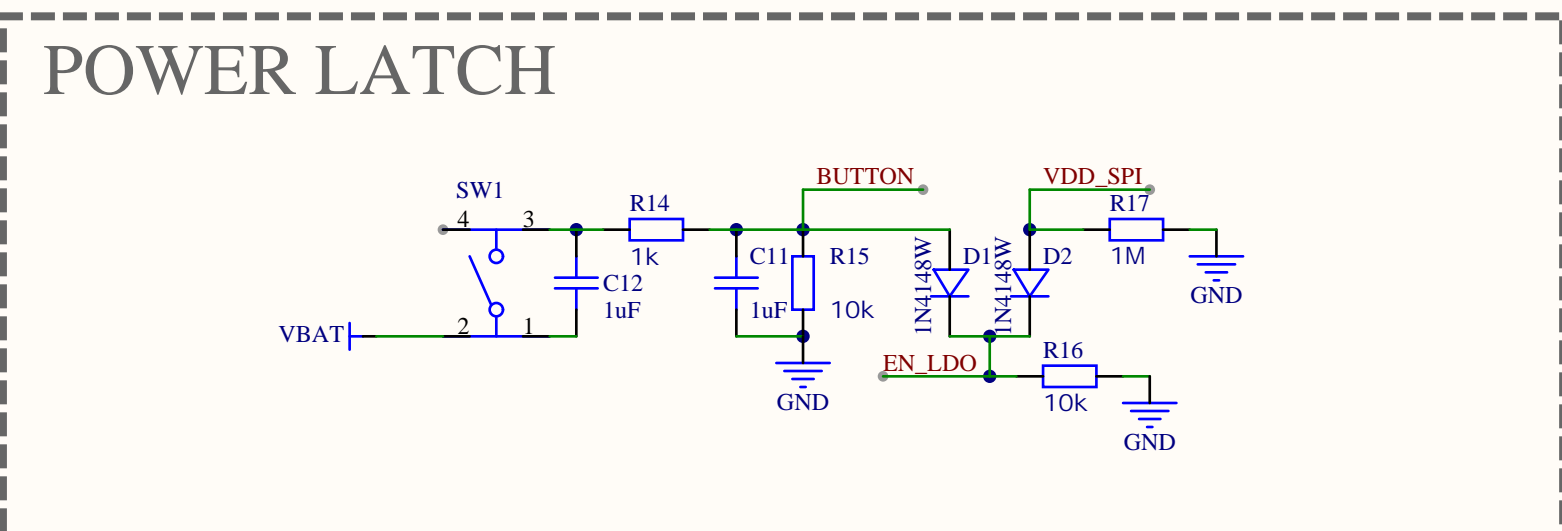 POWER LATCH
BUTTON
VDD_SPI
SW1
R14
R17
4
3
1k
C11
R15
1N4148W
D1
1N4148W
D2
1M
C12
1uF
1uF
10k
GND
VBAT
2
1
EN_LDO
R16
10k
GND
GND